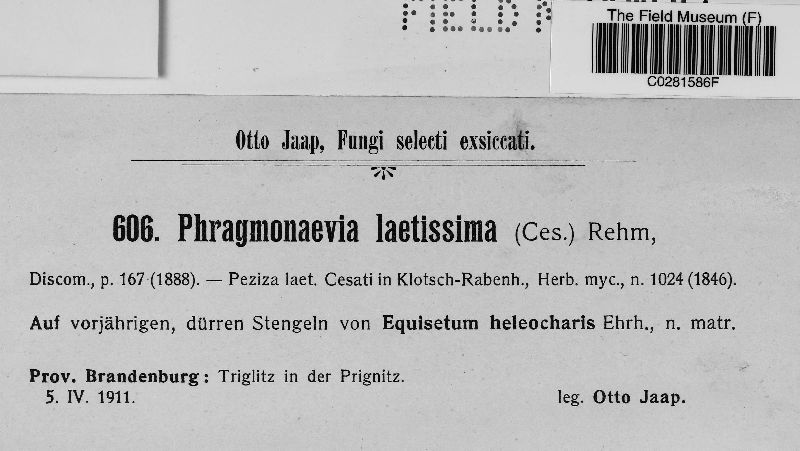 FIELD
The Field Museum (F)
C0281586F
Otto Jaap, Fungi selecti exsiccati.
606. Phragmonaevia laetissima (Ces.) Rehm,
Discom., p. 167 (1888). — Peziza laet. Cesati in Klotsch-Rabenh., Herb. myc., n. 1024 (1846).
Auf vorjährigen, dürren Stengeln von Equisetum heleocharis Ehrh., n. matr.
Prov. Brandenburg: Triglitz in der Prignitz.
5. IV. 1911. leg. Otto Jaap.